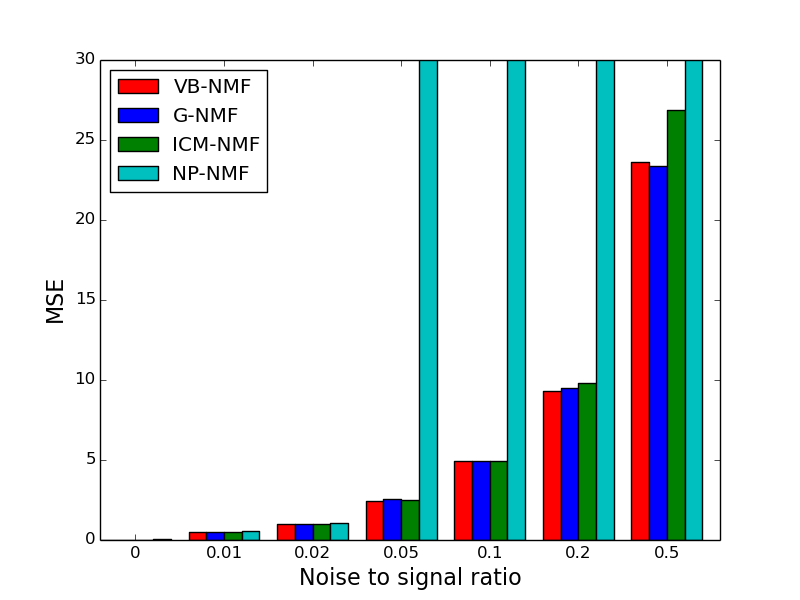 30
25
20
15
10
5
0
MSE
VB-NMF
G-NMF
ICM-NMF
NP-NMF
0 0.01 0.02 0.05 0.1 0.2 0.5
Noise to signal ratio